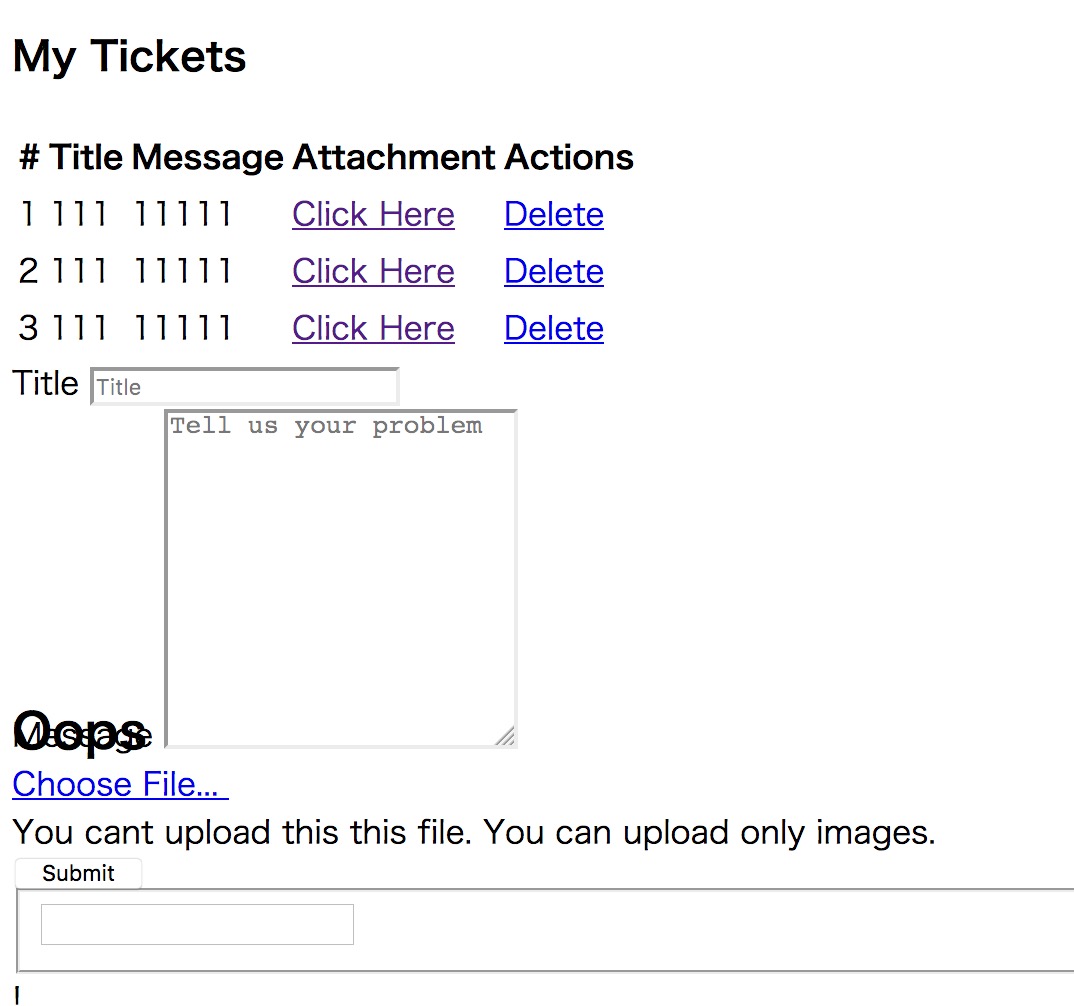 My Tickets
# Title Message Attachment Actions
1 111 11111 Click Here Delete
2 111 11111 Click Here Delete
3 111 11111 Click Here Delete
Title Title
Tell us your problem
Oops
Message
Choose File...
You cant upload this this file. You can upload only images.
Submit